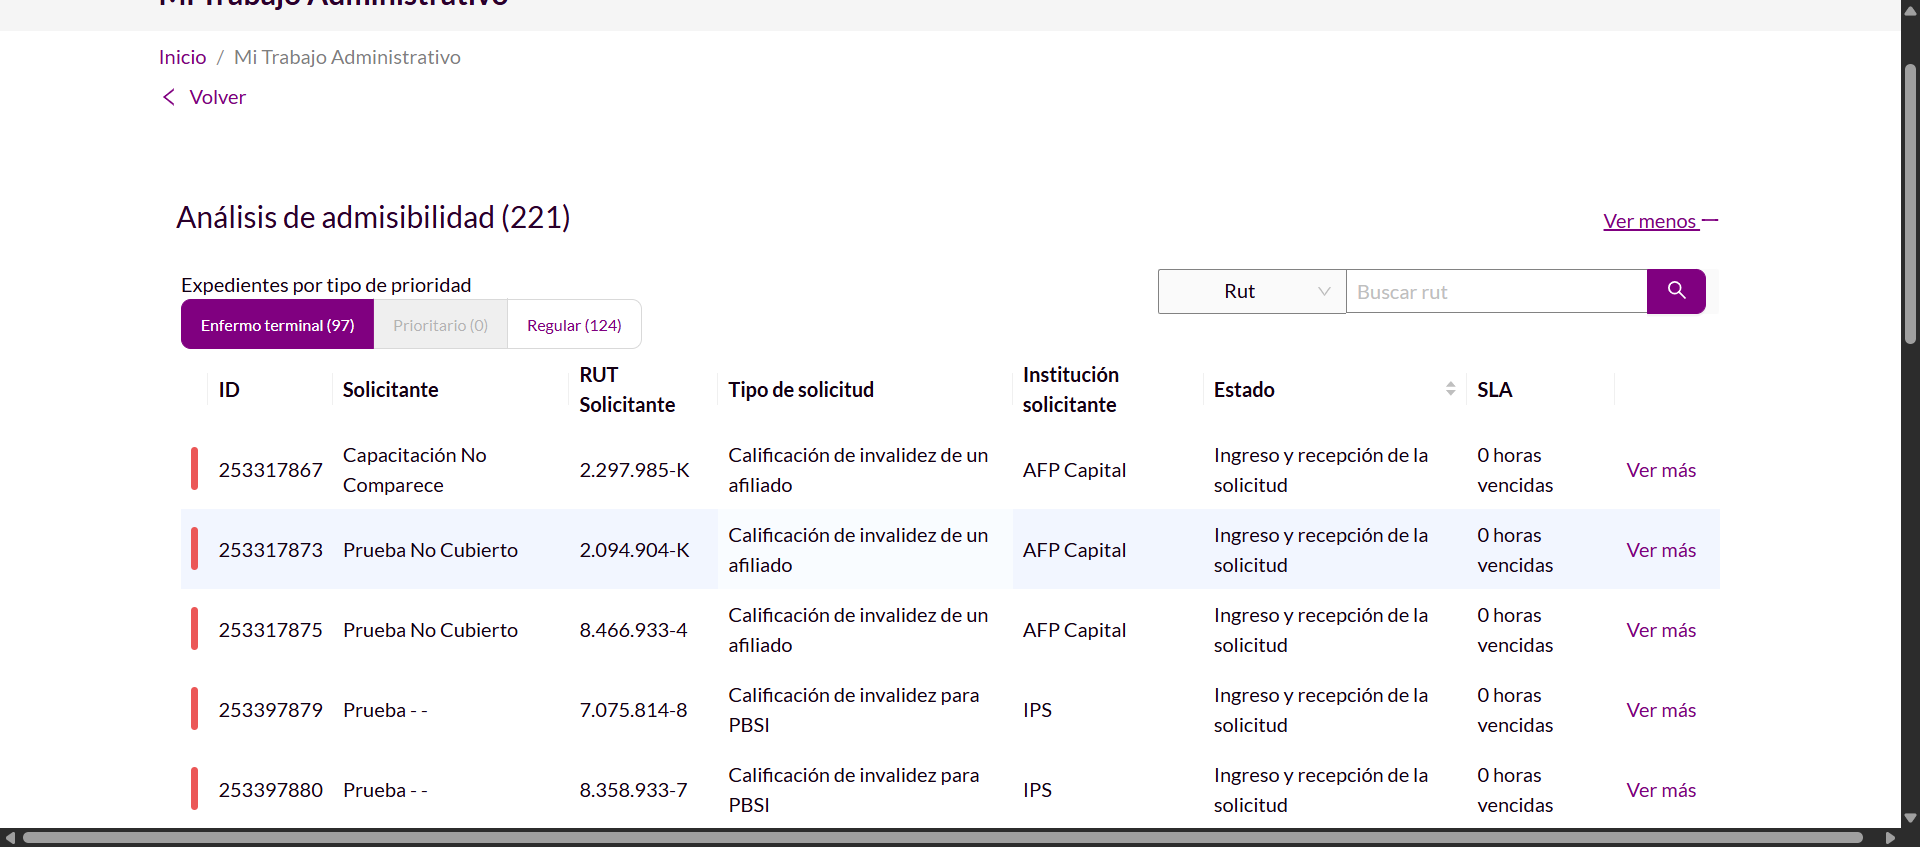 Mi Trabajo Administrativo
Inicio / Mi Trabajo Administrativo
Volver
Análisis de admisibilidad (221)
Ver menos
Expedientes por tipo de prioridad
Rut
Buscar rut
Enfermo terminal (97)
Prioritario (0)
Regular (124)
ID
Solicitante
RUT
Solicitante
Tipo de solicitud
Institución
solicitante
Estado
SLA
253317867
Capacitación No
Comparece
2.297.985-K
Calificación de invalidez de un
afiliado
AFP Capital
Ingreso y recepción de la
solicitud
0 horas
vencidas
Ver más
253317873
Prueba No Cubierto
2.094.904-K
Calificación de invalidez de un
afiliado
AFP Capital
Ingreso y recepción de la
solicitud
0 horas
vencidas
Ver más
253317875
Prueba No Cubierto
8.466.933-4
Calificación de invalidez de un
afiliado
AFP Capital
Ingreso y recepción de la
solicitud
0 horas
vencidas
Ver más
253397879
Prueba - -
7.075.814-8
Calificación de invalidez para
PBSI
IPS
Ingreso y recepción de la
solicitud
0 horas
vencidas
Ver más
253397880
Prueba - -
8.358.933-7
Calificación de invalidez para
PBSI
IPS
Ingreso y recepción de la
solicitud
0 horas
vencidas
Ver más